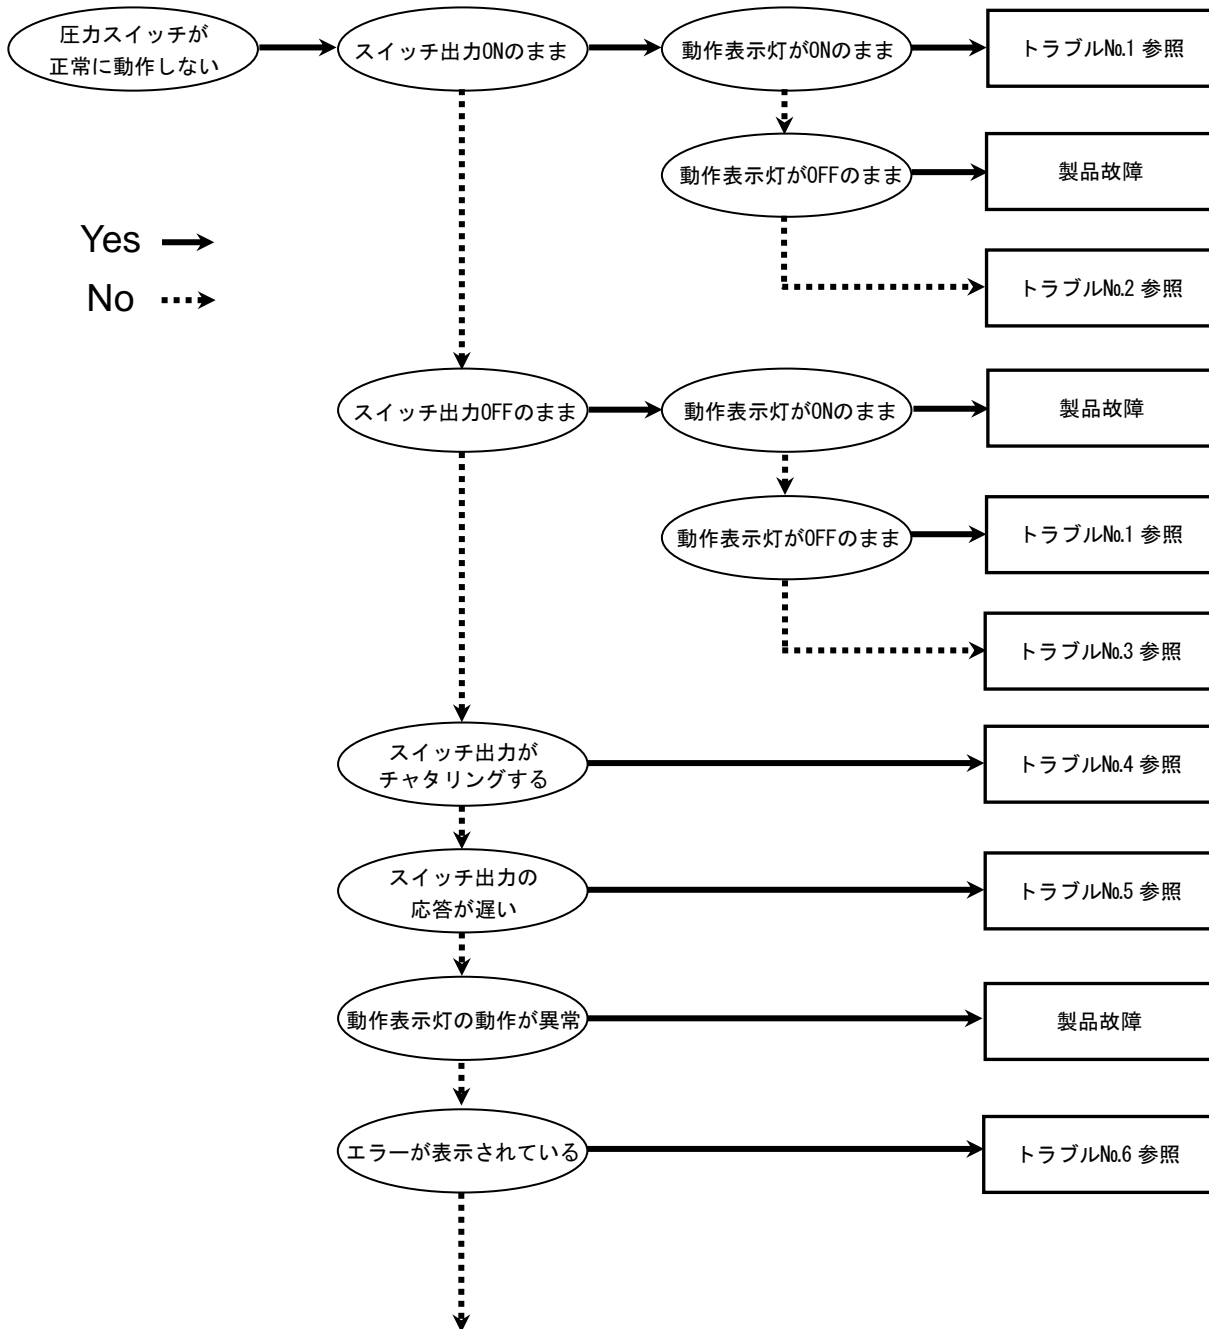 圧力スイッチが
正常に動作しない
スイッチ出力ONのまま
動作表示灯がONのまま
トラブル№1 参照
動作表示灯がOFFのまま
製品故障
Yes
No
トラブル№2 参照
スイッチ出力OFFのまま
動作表示灯がONのまま
製品故障
動作表示灯がOFFのまま
トラブル№1 参照
トラブル№3 参照
スイッチ出力が
チャタリングする
トラブル№4 参照
スイッチ出力の
応答が遅い
トラブル№5 参照
動作表示灯の動作が異常
製品故障
エラーが表示されている
トラブル№6 参照